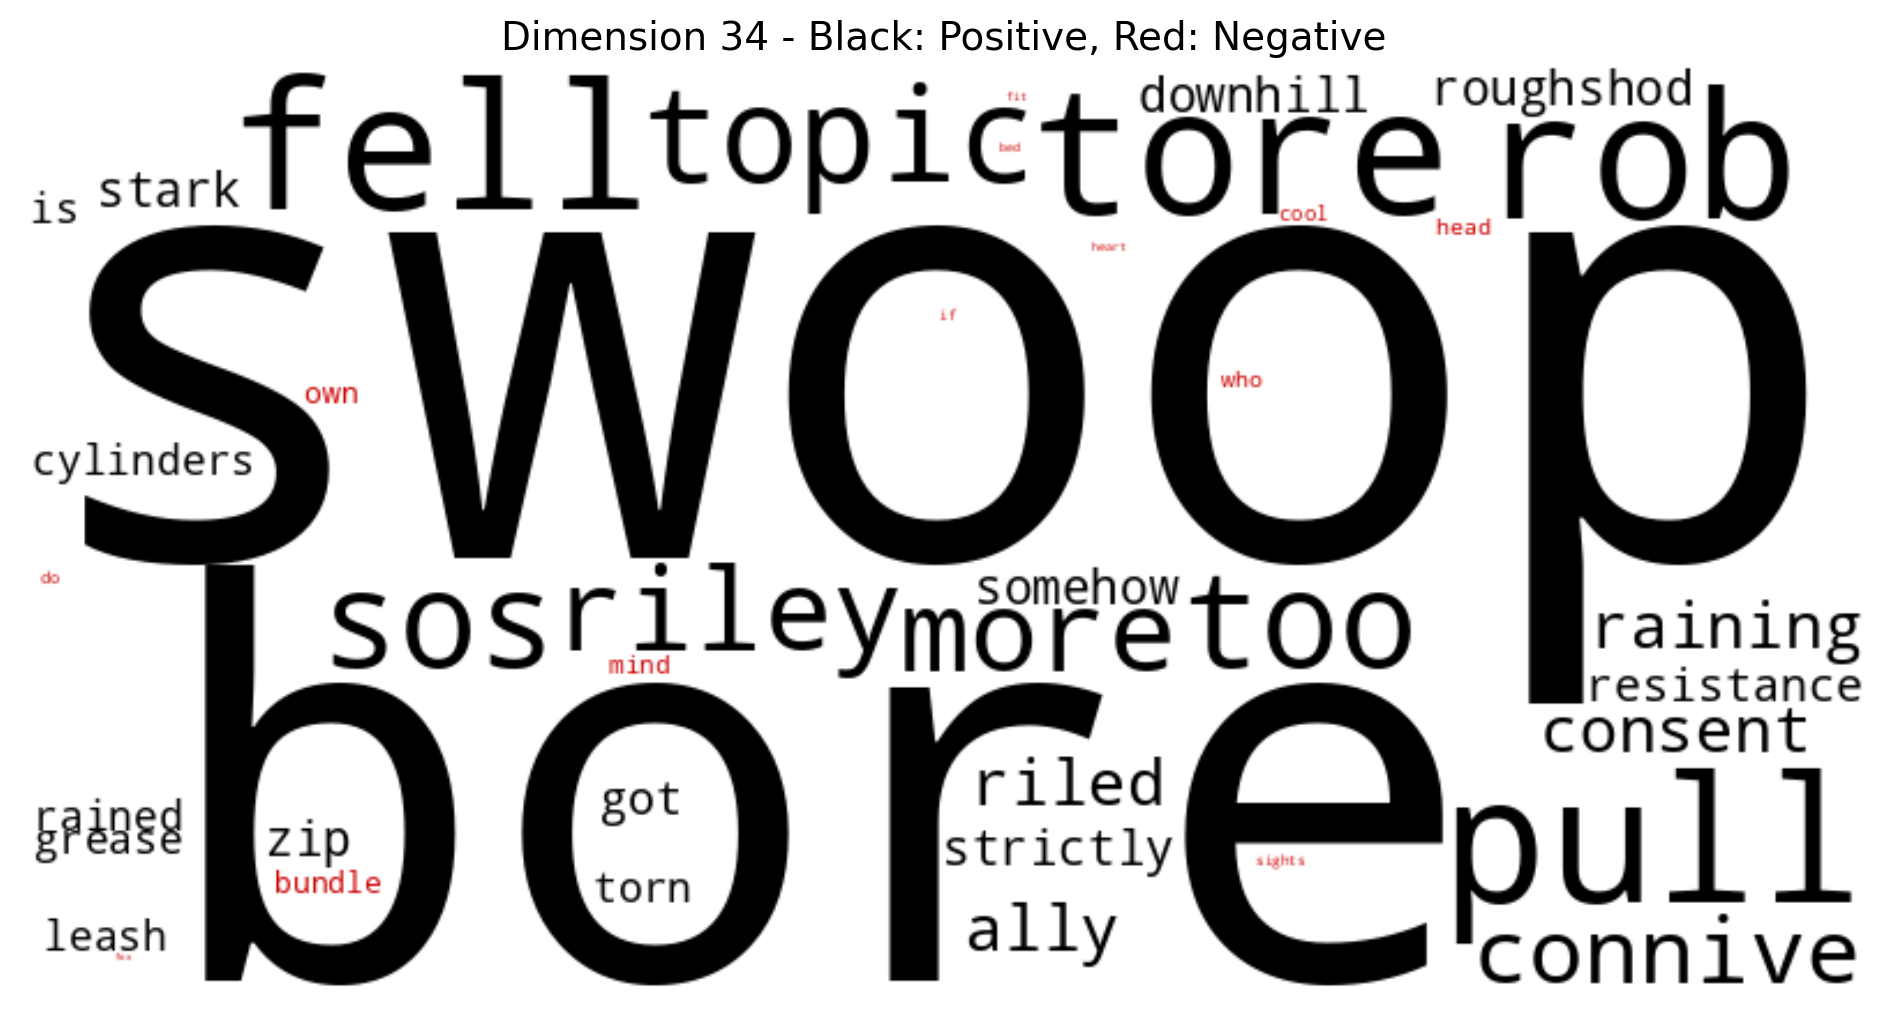 Dimension 34 - Black: Positive, Red: Negative
fell
topic
fit
bed
tore
downhill
roughshod
rob
is
stark
cool
head
heart
swoop
if
own
who
cylinders
do
sos
riley
somehow
more
too
raining
mind
resistance
consent
bore
rained
grease
zip
bundle
got
torn
riled
strictly
sights
pull
leash
ally
connive